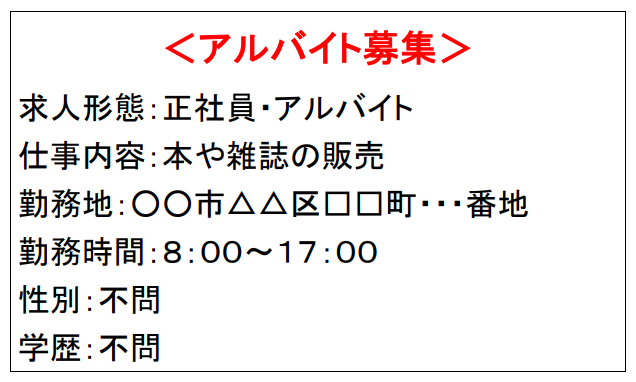 ＜アルバイト募集＞
求人形態：正社員・アルバイト
仕事内容：本や雑誌の販売
勤務地：〇〇市△△区□□町・・・番地
勤務時間：８：００～１７：００
性別：不問
学歴：不問